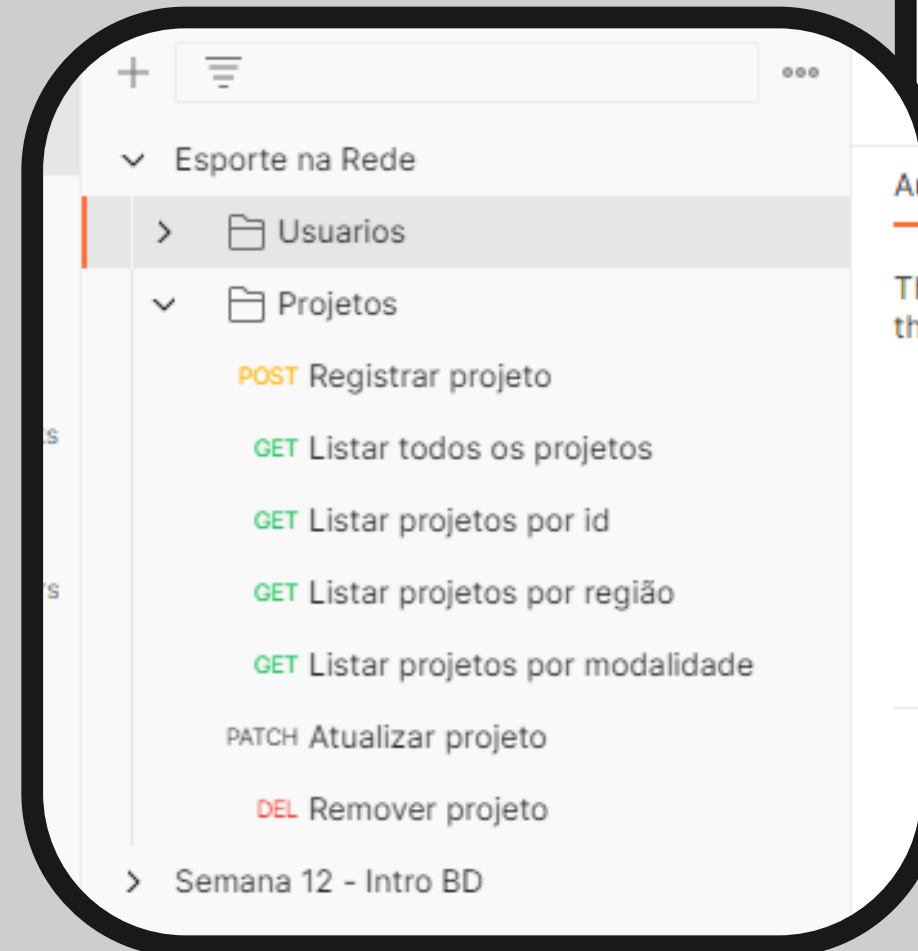 Esporte na Rede
Usuarios
Projetos
POST Registrar projeto
GET Listar todos os projetos
GET Listar projetos por id
GET Listar projetos por região
GET Listar projetos por modalidade
PATCH Atualizar projeto
DEL Remover projeto
Semana 12 - Intro BD